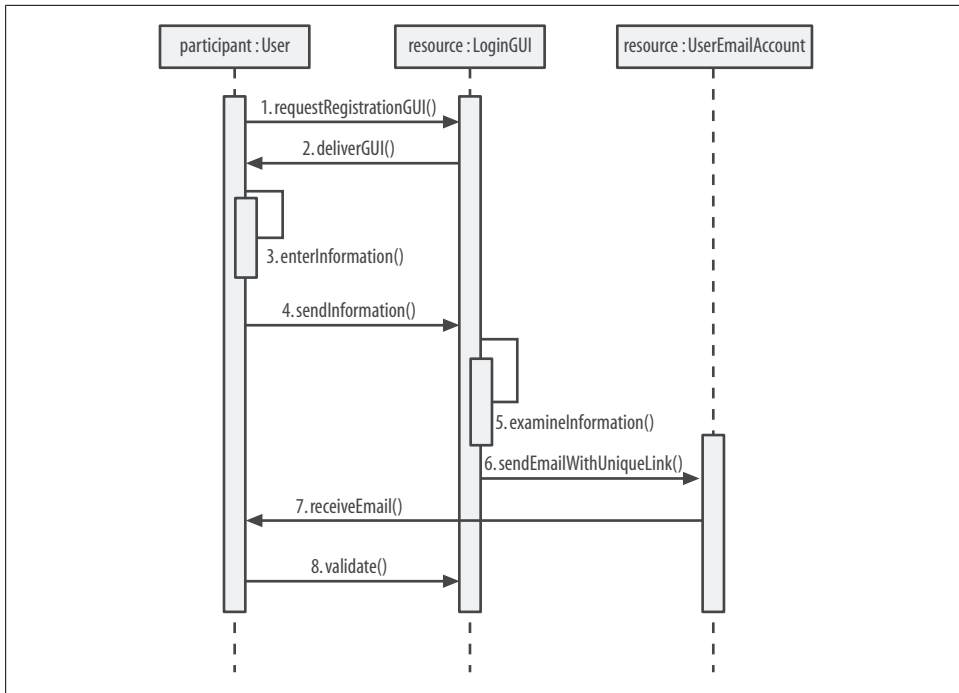 participant : User
resource : LoginGUI
resource : UserEmailAccount
1. requestRegistrationGUI()
2. deliverGUI()
3. enterInformation()
4. sendInformation()
5. examineInformation()
6. sendEmailWithUniqueLink()
7. receiveEmail()
8. validate()